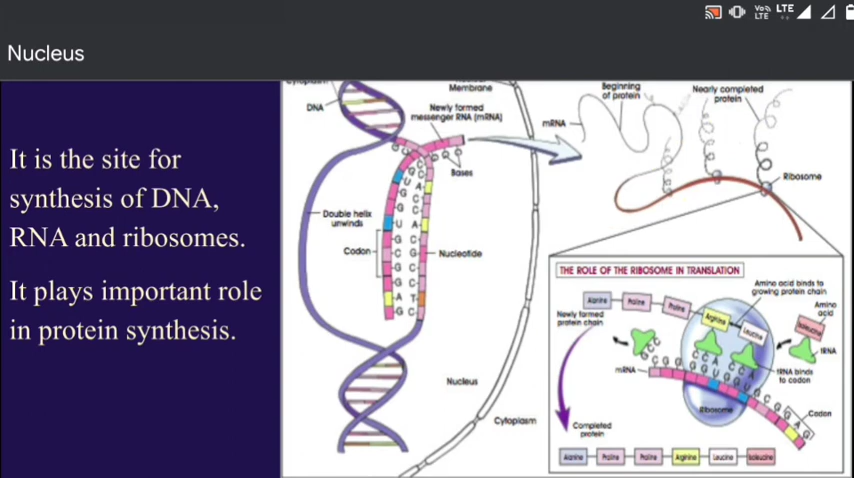 Vo)) LTE
LTE
Nucleus
It is the site for
synthesis of DNA,
RNA and ribosomes.
It plays important role
in protein synthesis.
Cytoplasm
DNA
Membrane
Newly formed
messenger RNA (mRNA)
Bases
Double helix
unwinds
Codon
Nucleotide
Nucleus
Cytoplasm
Beginning
of protein
Nearly completed
protein
mRNA
Ribosome
THE ROLE OF THE RIBOSOME IN TRANSLATION
Amino acid binds to
growing protein chain
Alanine Proline Proline Arginine Leucine
Amino
acid
Isoleucine
Newly formed
protein chain
tRNA
tRNA binds
to codon
mRNA
Ribosome
Codon
Completed
protein
Alanine Proline Proline Arginine Leucine Isoleucine